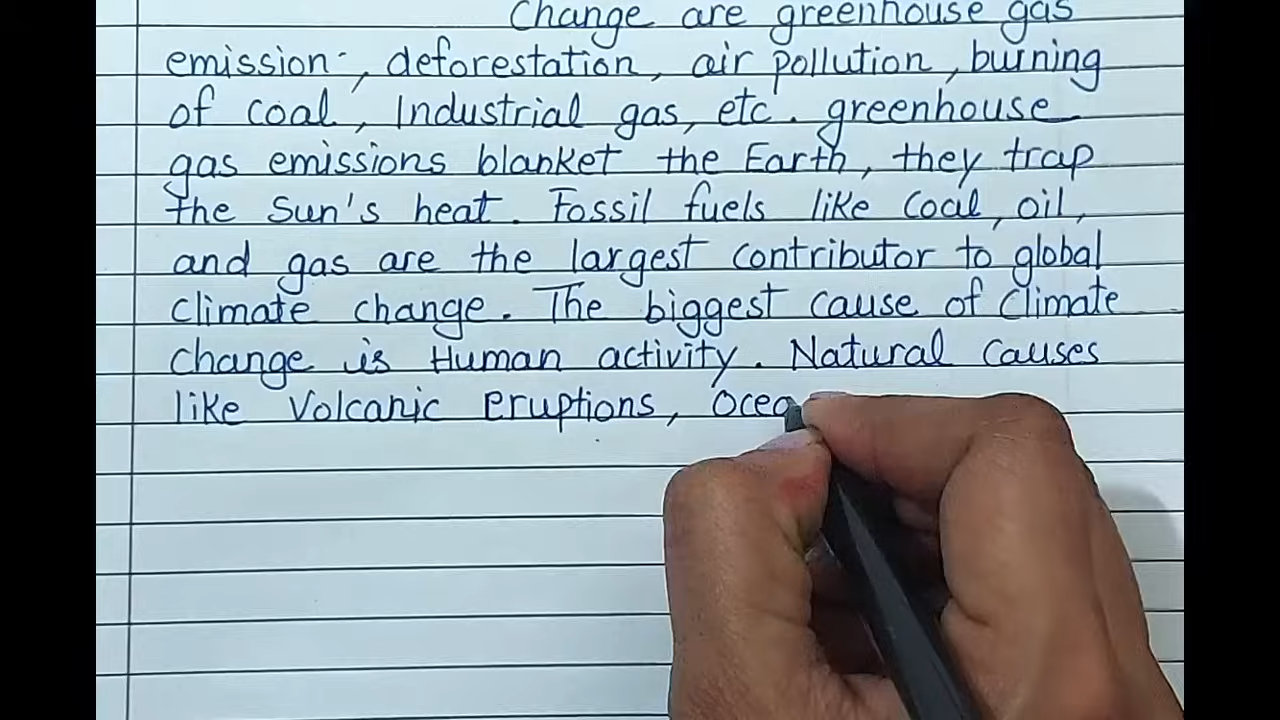 Change are greenhouse gas
emission , deforestation, air pollution, burning
of coal, Industrial gas, etc. greenhouse
gas emissions blanket the Earth, they trap
the Sun's heat. Fossil fuels like Coal, oil,
and gas are the largest contributor to global
Climate change. The biggest cause of Climate
change is Human activity. Natural Causes
like Volcanic Eruptions, Ocea